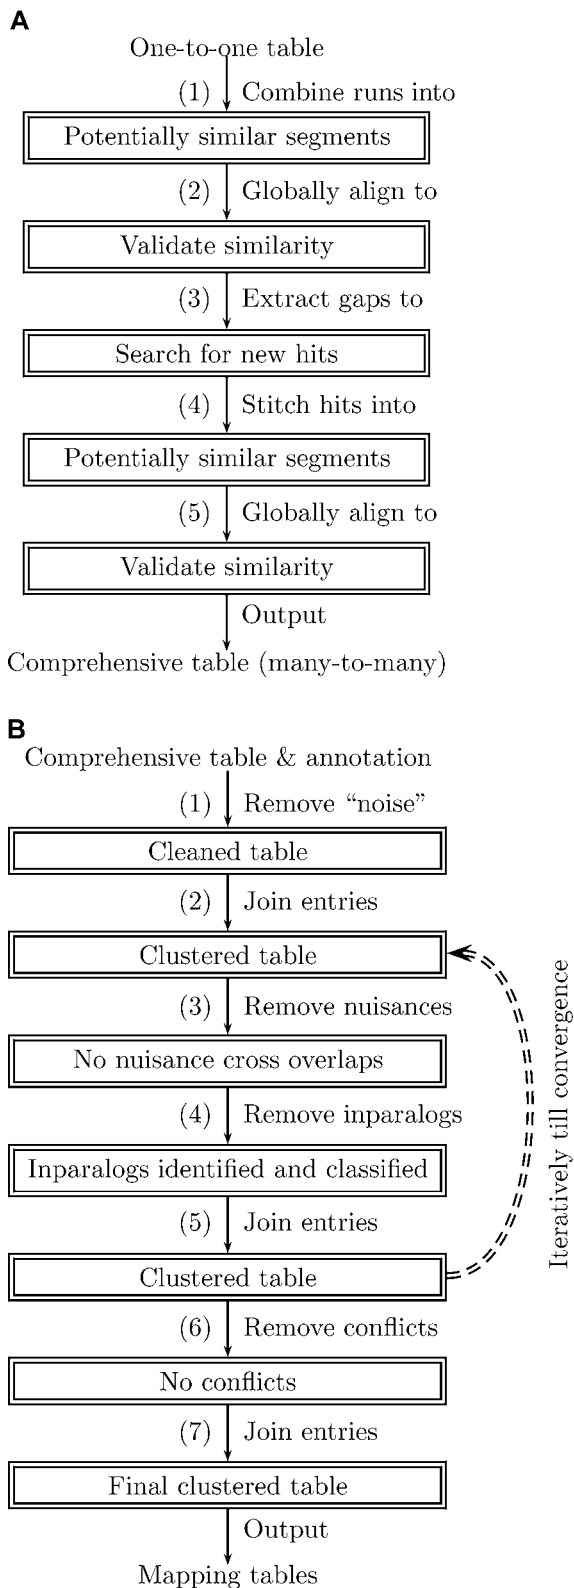 A
One-to-one table
(1) Combine runs into
Potentially similar segments
(2) Globally align to
Validate similarity
(3) Extract gaps to
Search for new hits
(4) Stitch hits into
Potentially similar segments
(5) Globally align to
Validate similarity
Output
Comprehensive table (many-to-many)
B
Comprehensive table & annotation
(1) Remove “noise”
Cleaned table
(2) Join entries
Clustered table
(3) Remove nuisances
No nuisance cross overlaps
(4) Remove inparalogs
Inparalogs identified and classified
(5) Join entries
Clustered table
(6) Remove conflicts
No conflicts
(7) Join entries
Final clustered table
Output
Mapping tables
Iteratively till convergence